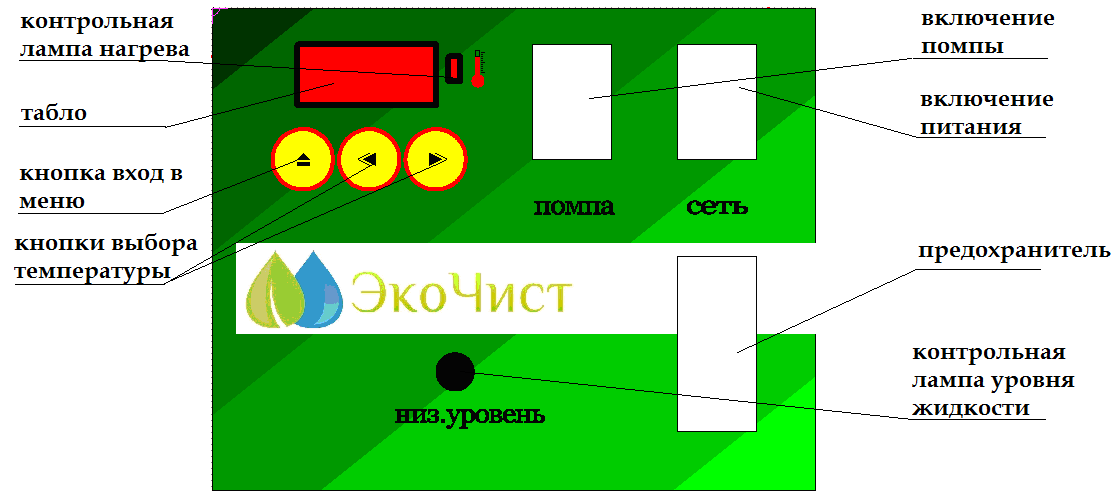 контрольная
лампа нагрева
табло
кнопка вход в
меню
кнопки выбора
температуры
помпа
сеть
ЭкоЧист
низ.уровень
включение
помпы
включение
питания
предохранитель
контрольная
лампа уровня
жидкости